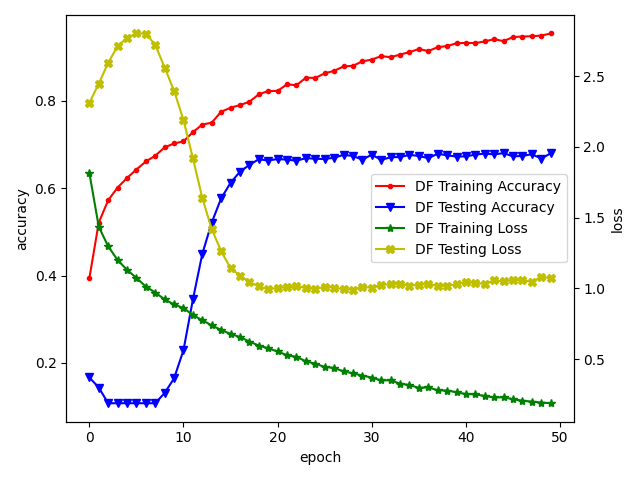 accuracy
0.8
0.6
0.4
0.2
2.5
2.0
1.5
1.0
0.5
loss
DF Training Accuracy
DF Testing Accuracy
DF Training Loss
DF Testing Loss
0 10 20 30 40 50
epoch